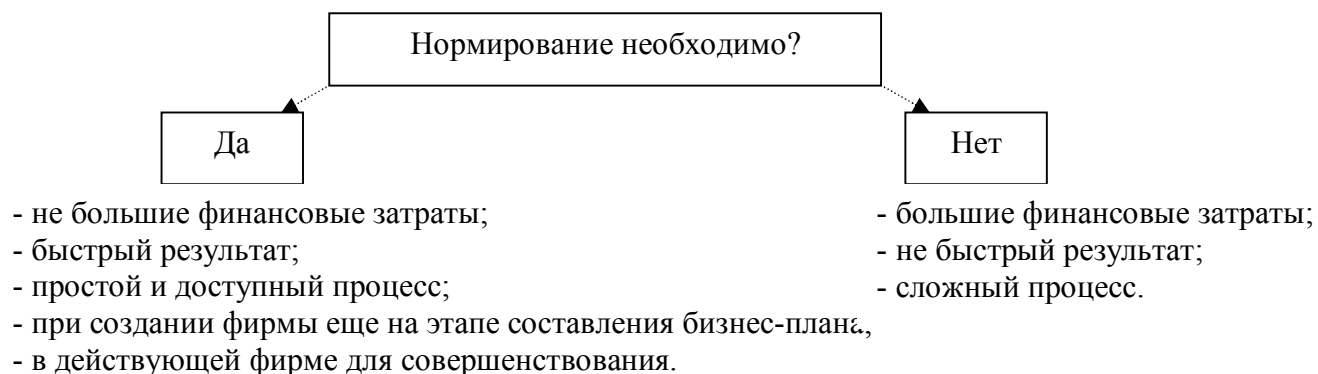 Нормирование необходимо?
Да
Нет
- не большие финансовые затраты;
- быстрый результат;
- простой и доступный процесс;
- при создании фирмы еще на этапе составления бизнес-плана,
- в действующей фирме для совершенствования.
- большие финансовые затраты;
- не быстрый результат;
- сложный процесс.